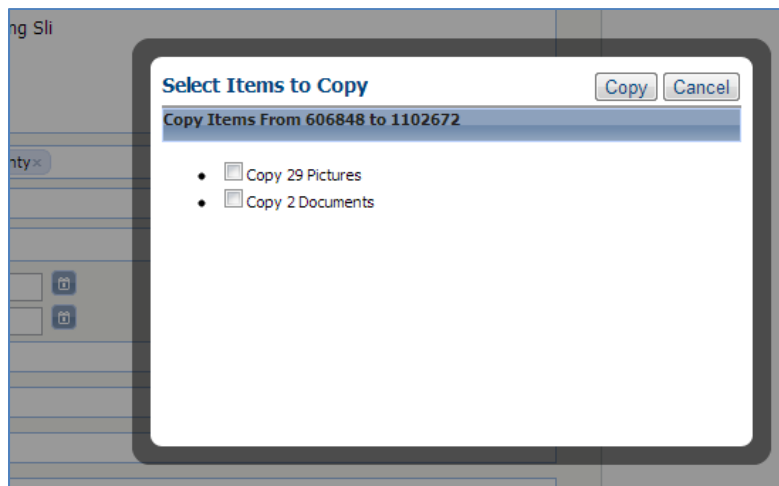 ng Sli
Select Items to Copy
Copy Cancel
Copy Items From 606848 to 1102672
nty×
Copy 29 Pictures
Copy 2 Documents